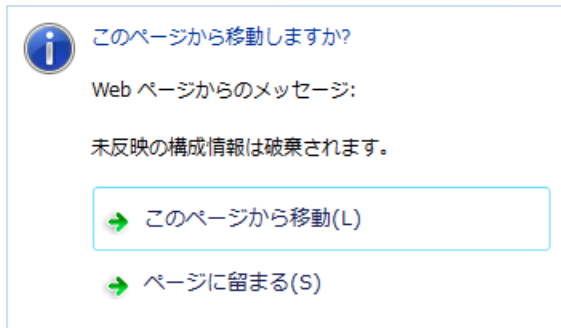 このページから移動しますか?
Web ページからのメッセージ:
未反映の構成情報は破棄されます。
このページから移動(L)
ページに留まる(S)